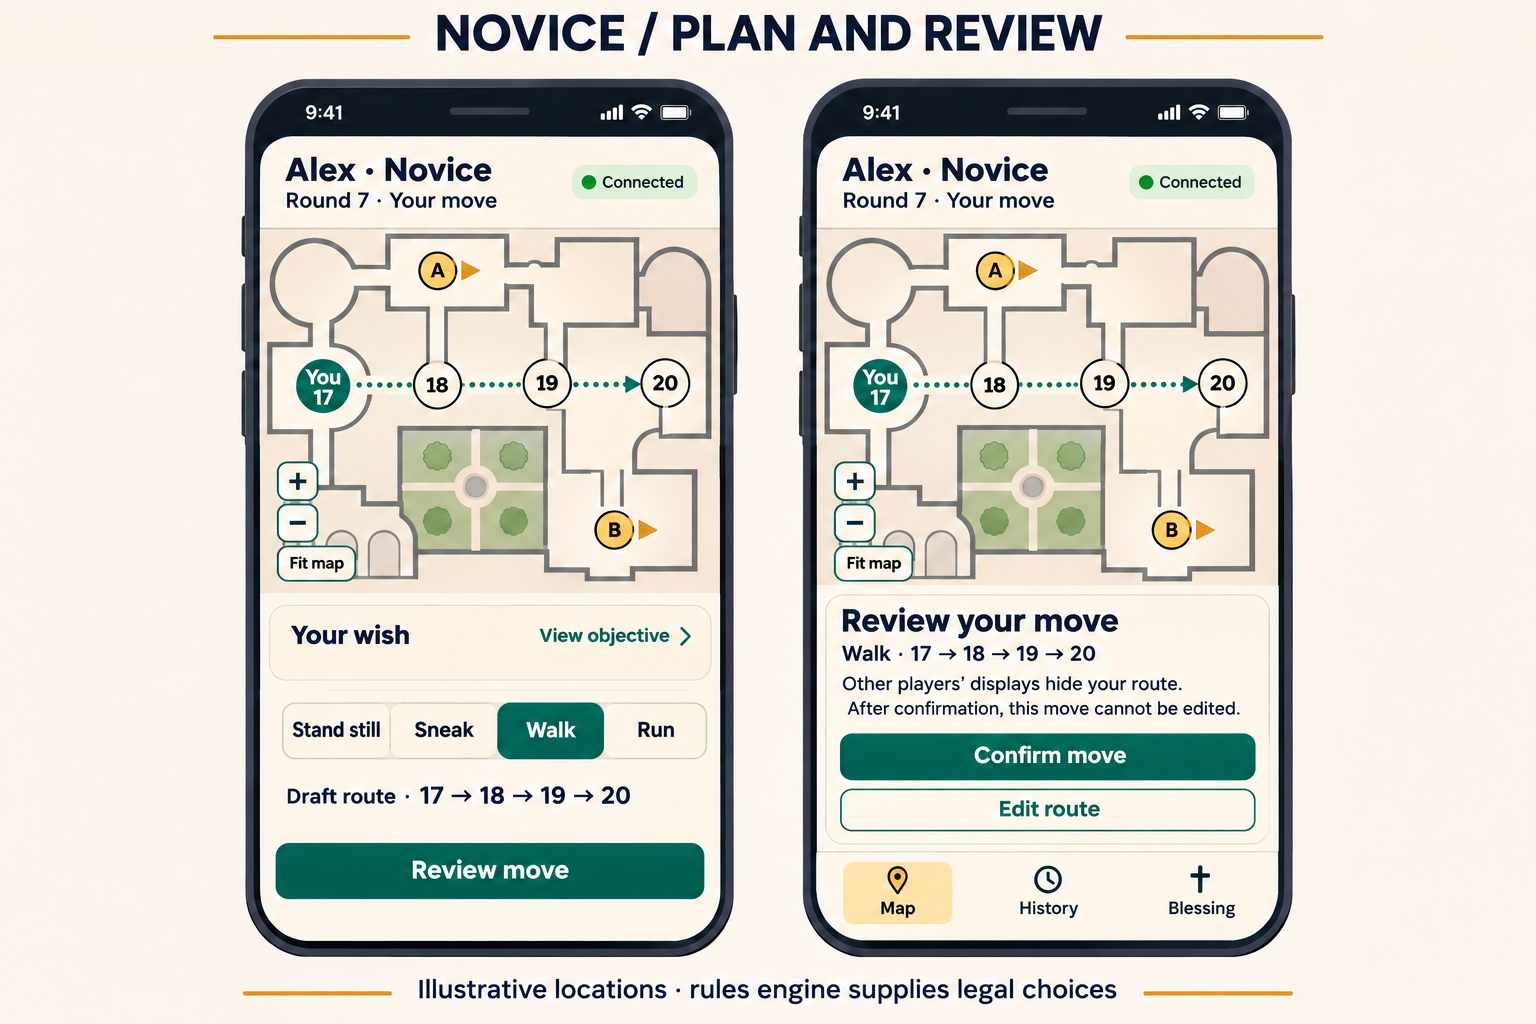 NOVICE / PLAN AND REVIEW
9:41
Alex · Novice
Round 7 · Your move
Connected
A
You
17
18
19
20
+
−
Fit map
B
Your wish
View objective
Stand still
Sneak
Walk
Run
Draft route · 17 → 18 → 19 → 20
Review move
9:41
Alex · Novice
Round 7 · Your move
Connected
A
You
17
18
19
20
+
−
Fit map
B
Review your move
Walk · 17 → 18 → 19 → 20
Other players’ displays hide your route.
After confirmation, this move cannot be edited.
Confirm move
Edit route
Map
History
Blessing
Illustrative locations · rules engine supplies legal choices